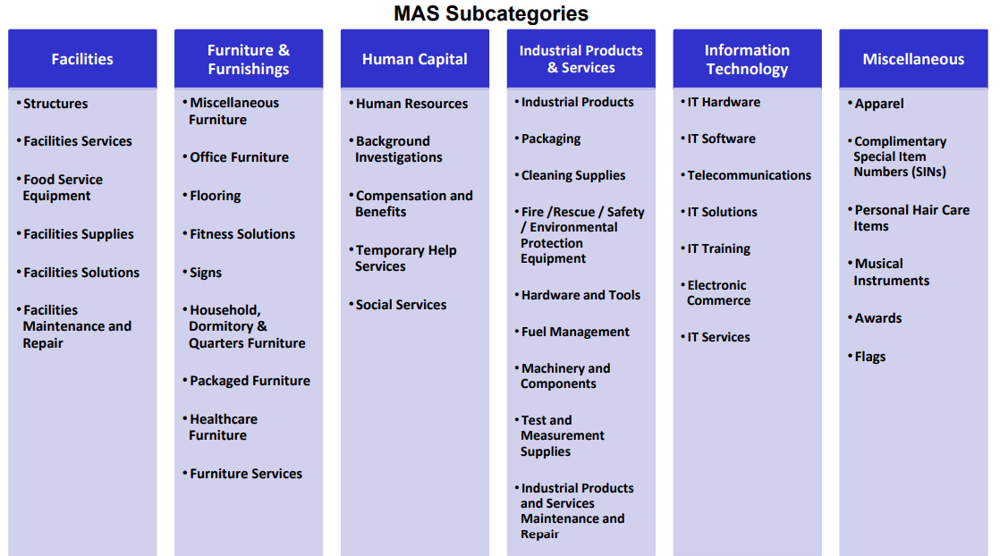 MAS Subcategories
Facilities
• Structures
• Facilities Services
• Food Service
Equipment
• Facilities Supplies
• Facilities Solutions
• Facilities
Maintenance and
Repair
Furniture &
Furnishings
• Miscellaneous
Furniture
• Office Furniture
• Flooring
• Fitness Solutions
• Signs
• Household,
Dormitory &
Quarters Furniture
• Packaged Furniture
• Healthcare
Furniture
• Furniture Services
Human Capital
• Human Resources
• Background
Investigations
• Compensation and
Benefits
• Temporary Help
Services
• Social Services
Industrial Products
& Services
• Industrial Products
• Packaging
• Cleaning Supplies
• Fire /Rescue / Safety
/ Environmental
Protection
Equipment
• Hardware and Tools
• Fuel Management
• Machinery and
Components
• Test and
Measurement
Supplies
• Industrial Products
and Services
Maintenance and
Repair
Information
Technology
• IT Hardware
• IT Software
• Telecommunications
• IT Solutions
• IT Training
• Electronic
Commerce
• IT Services
Miscellaneous
• Apparel
• Complimentary
Special Item
Numbers (SINs)
• Personal Hair Care
Items
• Musical
Instruments
• Awards
• Flags